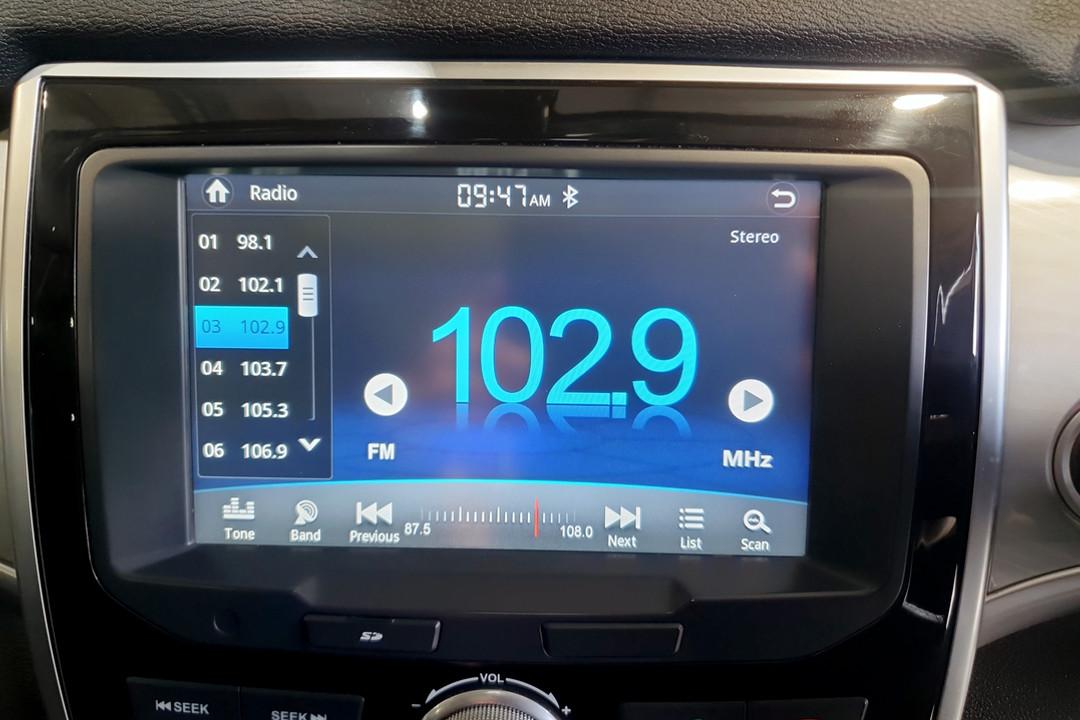 Radio
09:47 AM
Stereo
01 98.1
02 102.1
03 102.9
04 103.7
05 105.3
06 106.9
102.9
FM
MHz
Tone
Band
Previous
87.5
108.0
Next
List
Scan
SD
VOL
- +
SEEK
SEEK